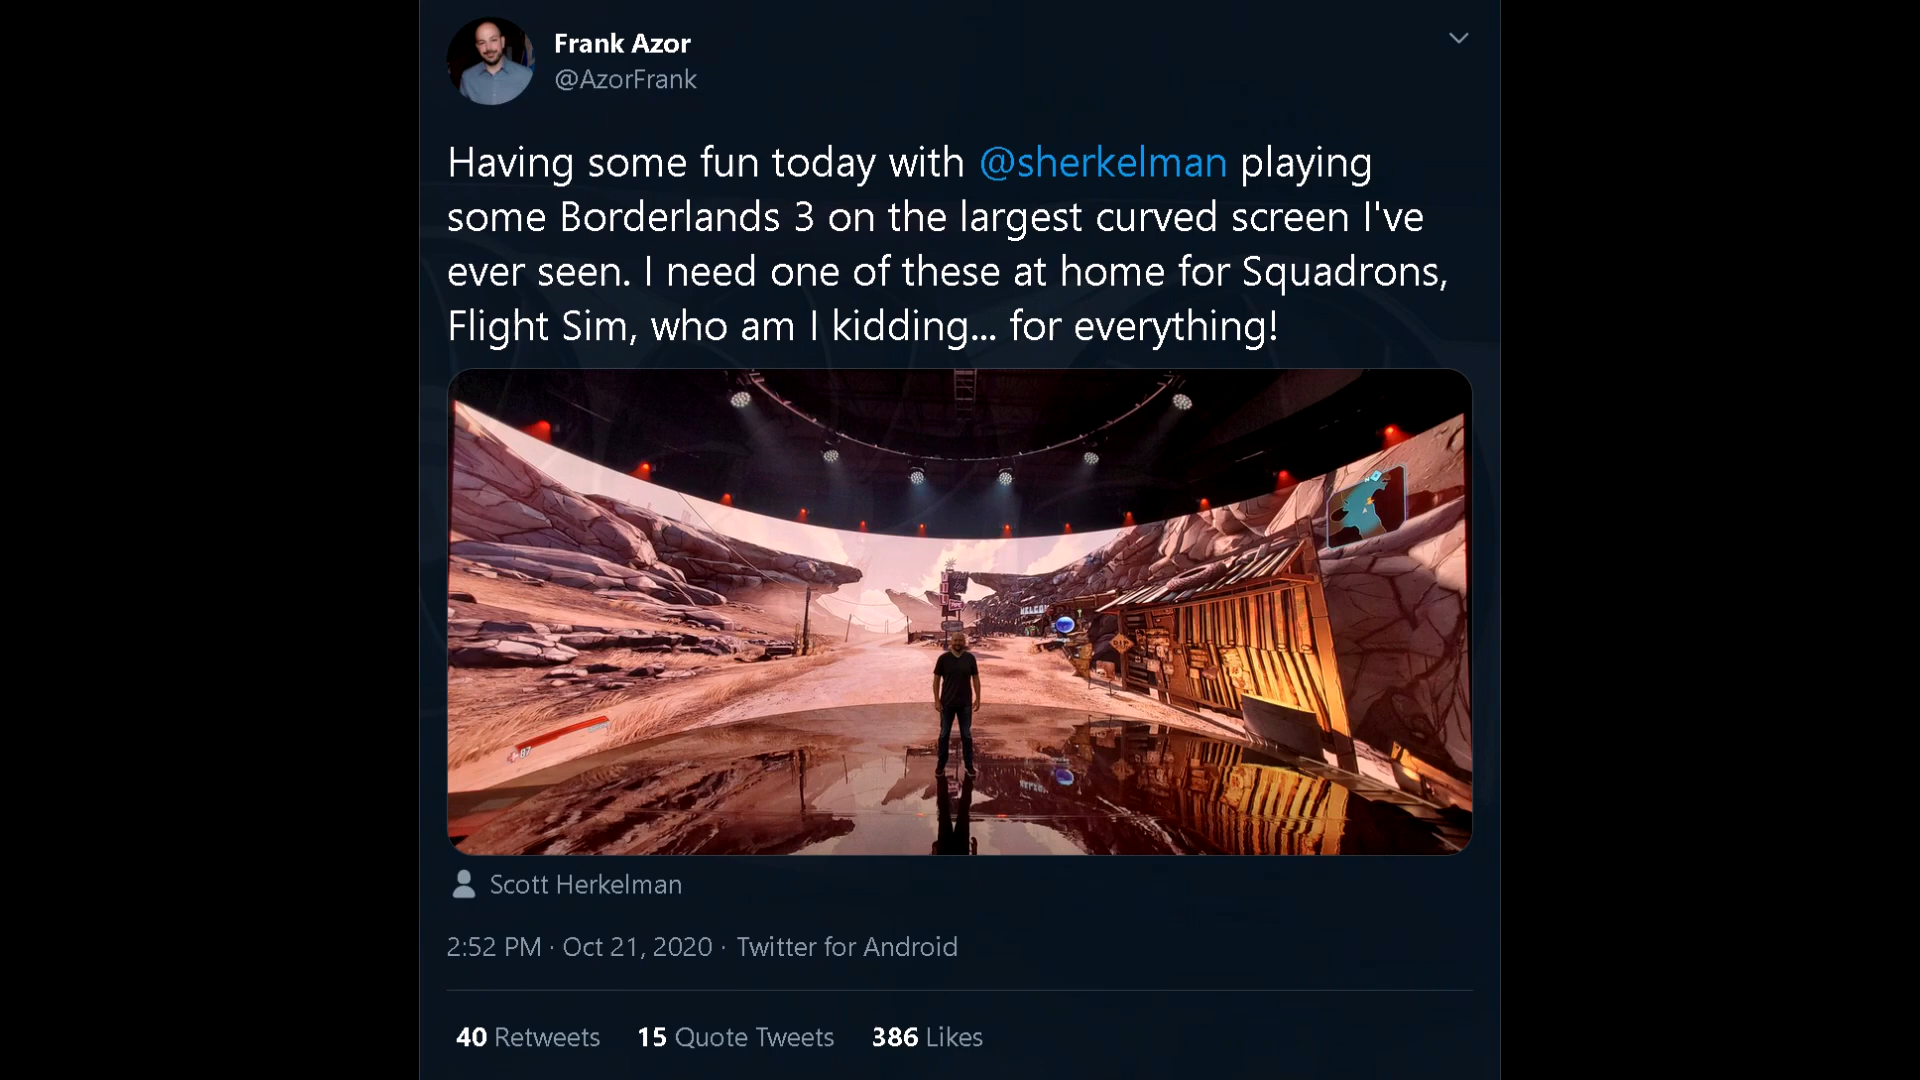 Frank Azor
@AzorFrank
Having some fun today with @sherkelman playing
some Borderlands 3 on the largest curved screen I've
ever seen. I need one of these at home for Squadrons,
Flight Sim, who am I kidding... for everything!
WELCOM
87
Scott Herkelman
2:52 PM · Oct 21, 2020 · Twitter for Android
40 Retweets 15 Quote Tweets 386 Likes